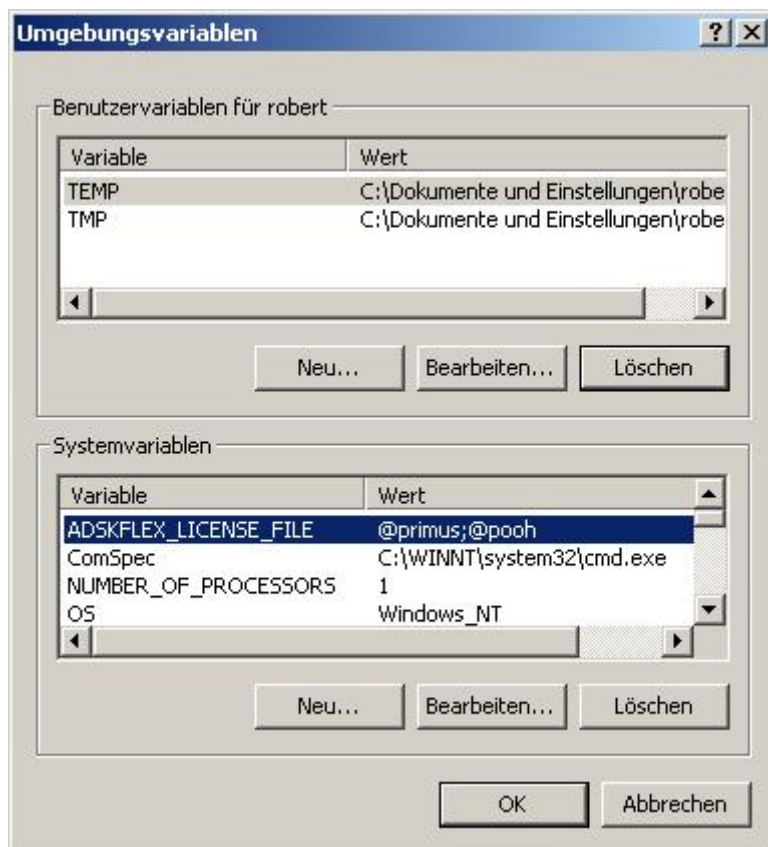 Umgebungsvariablen
Benutzervariablen für robert
Variable Wert
TEMP C:\Dokumente und Einstellungen\robe
TMP C:\Dokumente und Einstellungen\robe
Neu... Bearbeiten... Löschen
Systemvariablen
Variable Wert
ADSKFLEX_LICENSE_FILE @primus;@pooh
ComSpec C:\WINNT\system32\cmd.exe
NUMBER_OF_PROCESSORS 1
OS Windows_NT
Neu... Bearbeiten... Löschen
OK Abbrechen